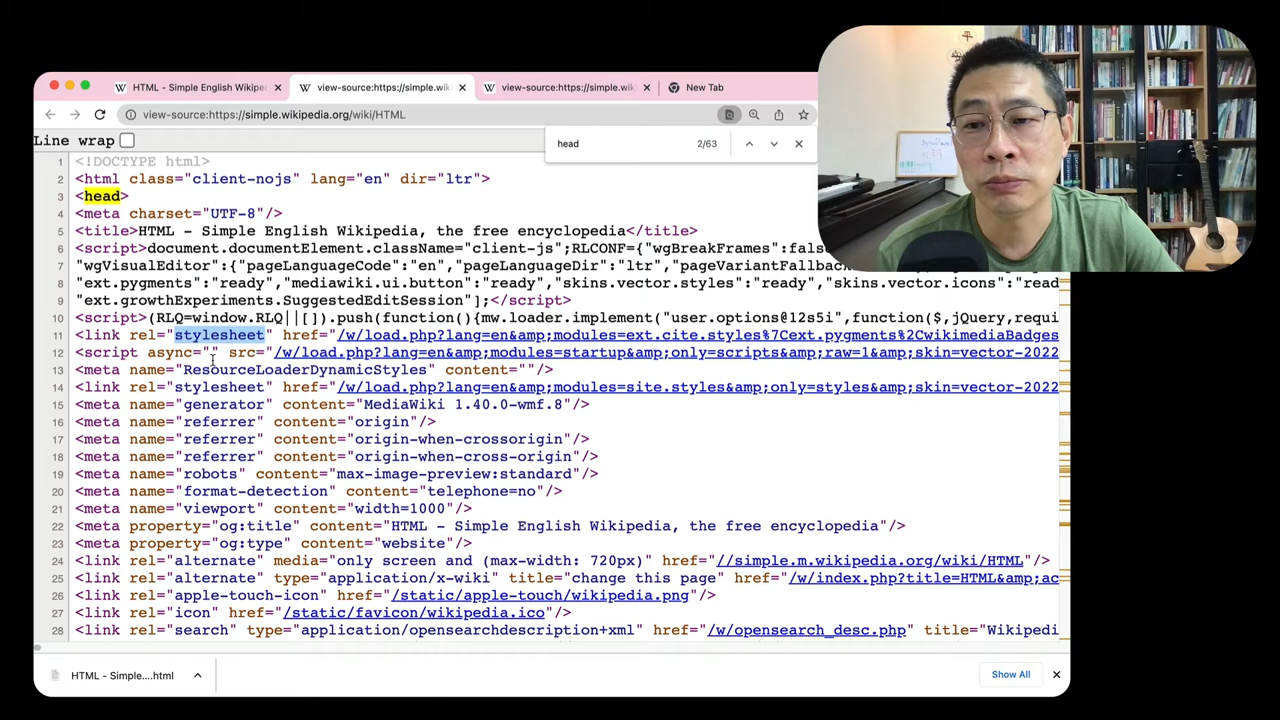 HTML - Simple English Wikipe
view-source:https://simple.wiki
view-source:https://simple.wiki
New Tab
view-source:https://simple.wikipedia.org/wiki/HTML
Line wrap
head 2/63
1 <!DOCTYPE html>
2 <html class="client-nojs" lang="en" dir="ltr">
3 <head>
4 <meta charset="UTF-8"/>
5 <title>HTML - Simple English Wikipedia, the free encyclopedia</title>
6 <script>document.documentElement.className="client-js";RLCONF={"wgBreakFrames":fals
7 "wgVisualEditor":{"pageLanguageCode":"en","pageLanguageDir":"ltr","pageVariantFallback
8 "ext.pygments":"ready","mediawiki.ui.button":"ready","skins.vector.styles":"ready","skins.vector.icons":"read
9 "ext.growthExperiments.SuggestedEditSession"];</script>
10 <script>(RLQ=window.RLQ||[]).push(function(){mw.loader.implement("user.options@12s5i",function($,jQuery,requi
11 <link rel="stylesheet" href="/w/load.php?lang=en&amp;modules=ext.cite.styles%7Cext.pygments%2CwikimediaBadges
12 <script async="" src="/w/load.php?lang=en&amp;modules=startup&amp;only=scripts&amp;raw=1&amp;skin=vector-2022
13 <meta name="ResourceLoaderDynamicStyles" content=""/>
14 <link rel="stylesheet" href="/w/load.php?lang=en&amp;modules=site.styles&amp;only=styles&amp;skin=vector-2022
15 <meta name="generator" content="MediaWiki 1.40.0-wmf.8"/>
16 <meta name="referrer" content="origin"/>
17 <meta name="referrer" content="origin-when-crossorigin"/>
18 <meta name="referrer" content="origin-when-cross-origin"/>
19 <meta name="robots" content="max-image-preview:standard"/>
20 <meta name="format-detection" content="telephone=no"/>
21 <meta name="viewport" content="width=1000"/>
22 <meta property="og:title" content="HTML - Simple English Wikipedia, the free encyclopedia"/>
23 <meta property="og:type" content="website"/>
24 <link rel="alternate" media="only screen and (max-width: 720px)" href="//simple.m.wikipedia.org/wiki/HTML"/>
25 <link rel="alternate" type="application/x-wiki" title="change this page" href="/w/index.php?title=HTML&amp;ac
26 <link rel="apple-touch-icon" href="/static/apple-touch/wikipedia.png"/>
27 <link rel="icon" href="/static/favicon/wikipedia.ico"/>
28 <link rel="search" type="application/opensearchdescription+xml" href="/w/opensearch_desc.php" title="Wikipedi
HTML - Simple....html
Show All